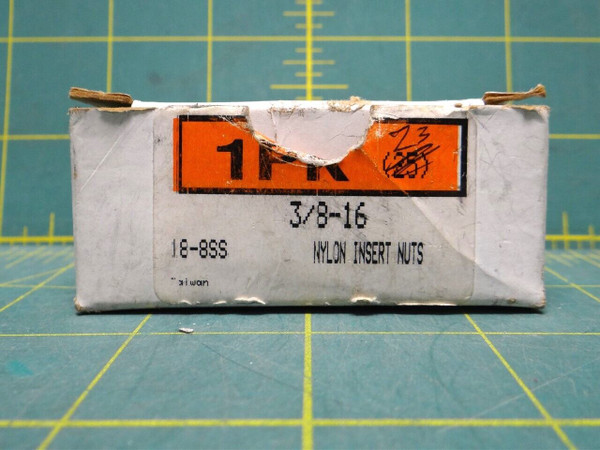 23
1PK (25)
3/8-16
18-8SS NYLON INSERT NUTS
Taiwan